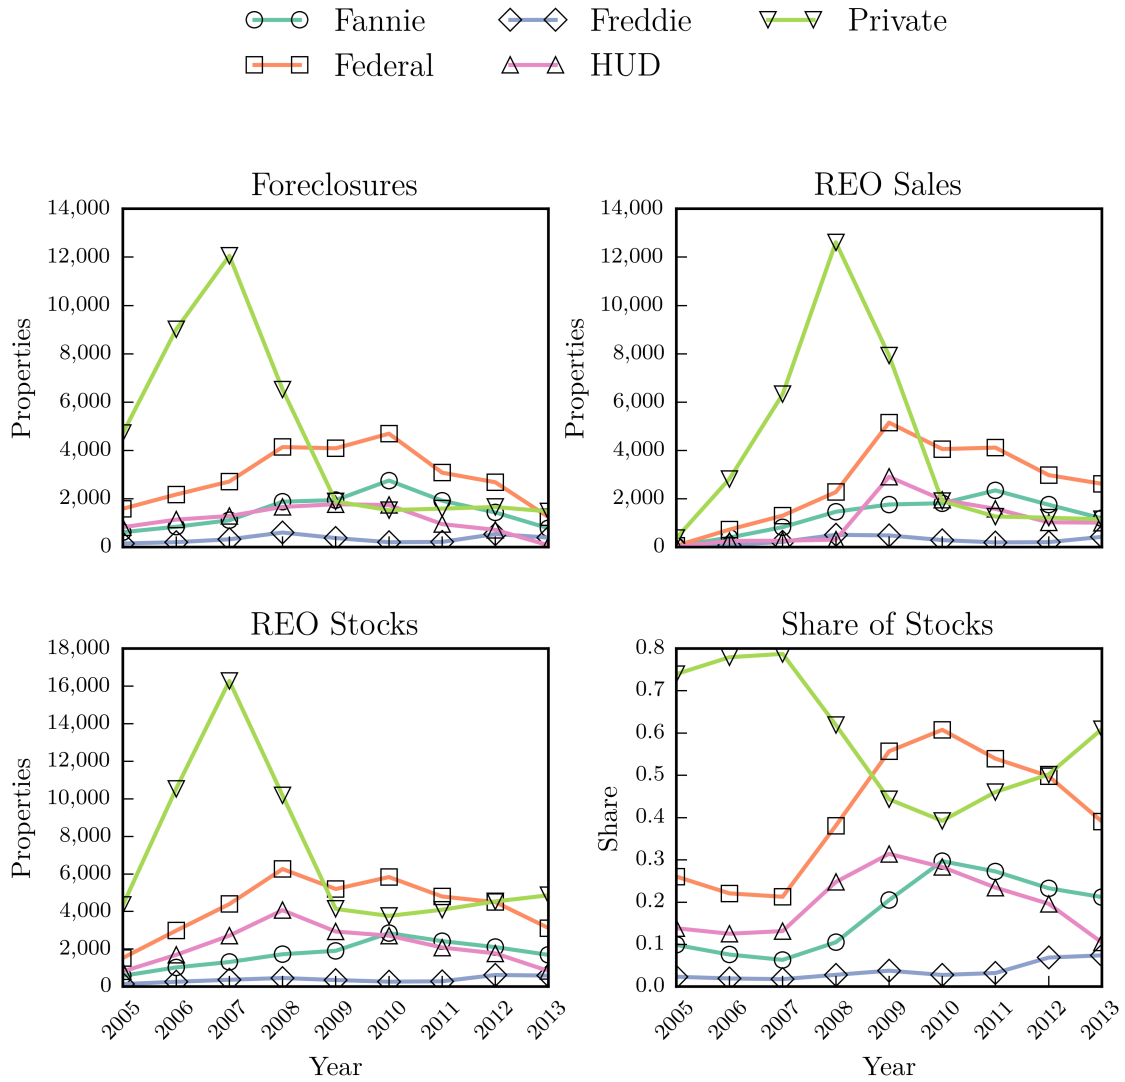 Fannie Freddie Private
Federal HUD
Foreclosures
14,000
12,000
10,000
8,000
6,000
4,000
2,000
0
Properties
REO Sales
14,000
12,000
10,000
8,000
6,000
4,000
2,000
0
Properties
REO Stocks
18,000
16,000
14,000
12,000
10,000
8,000
6,000
4,000
2,000
0
Properties
2005 2006 2007 2008 2009 2010 2011 2012 2013
Year
Share of Stocks
0.8
0.7
0.6
0.5
0.4
0.3
0.2
0.1
0.0
Share
2005 2006 2007 2008 2009 2010 2011 2012 2013
Year